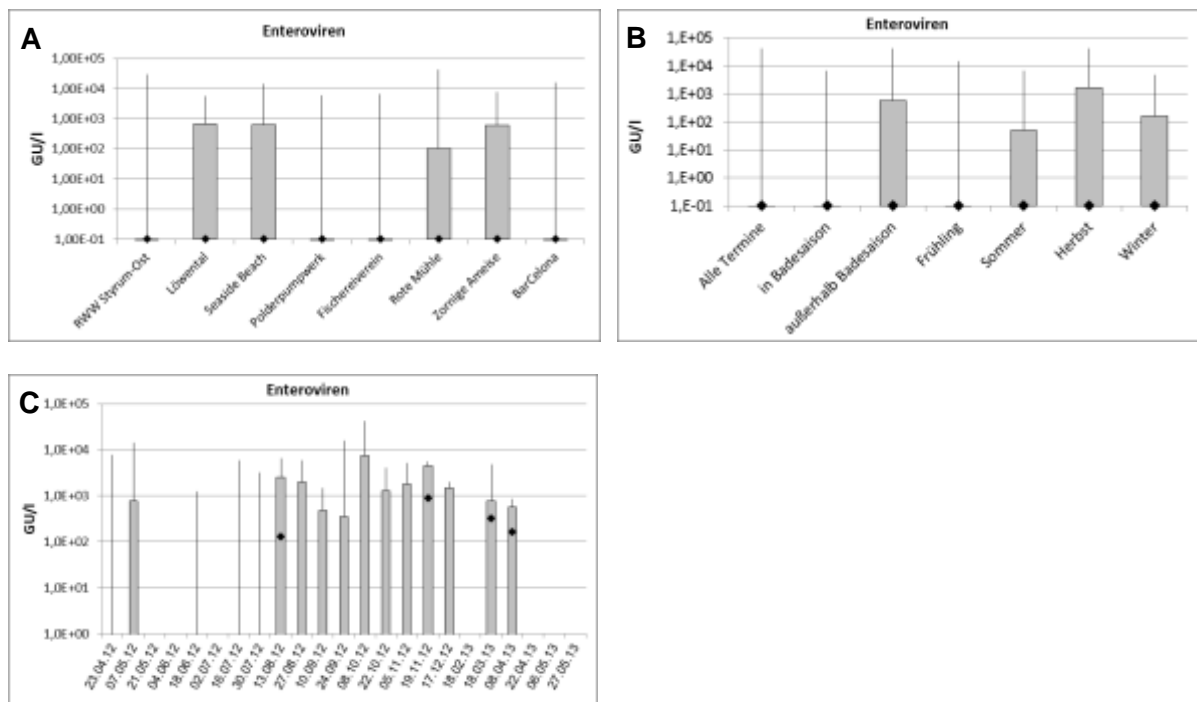 A
Enteroviren
GU/l
1,00E+05
1,00E+04
1,00E+03
1,00E+02
1,00E+01
1,00E+00
1,00E-01
RWW Styrum-Ost
Löwental
Seaside Beach
Polderpumpwerk
Fischereiverein
Rote Mühle
Zornige Ameise
BarCelona
B
Enteroviren
GU/l
1,E+05
1,E+04
1,E+03
1,E+02
1,E+01
1,E+00
1,E-01
Alle Termine
in Badesaison
außerhalb Badesaison
Frühling
Sommer
Herbst
Winter
C
Enteroviren
GU/l
1,0E+05
1,0E+04
1,0E+03
1,0E+02
1,0E+01
1,0E+00
23.04.12
07.05.12
21.05.12
04.06.12
18.06.12
02.07.12
16.07.12
30.07.12
13.08.12
27.08.12
10.09.12
24.09.12
08.10.12
22.10.12
05.11.12
19.11.12
17.12.12
18.02.13
18.03.13
08.04.13
22.04.13
06.05.13
27.05.13